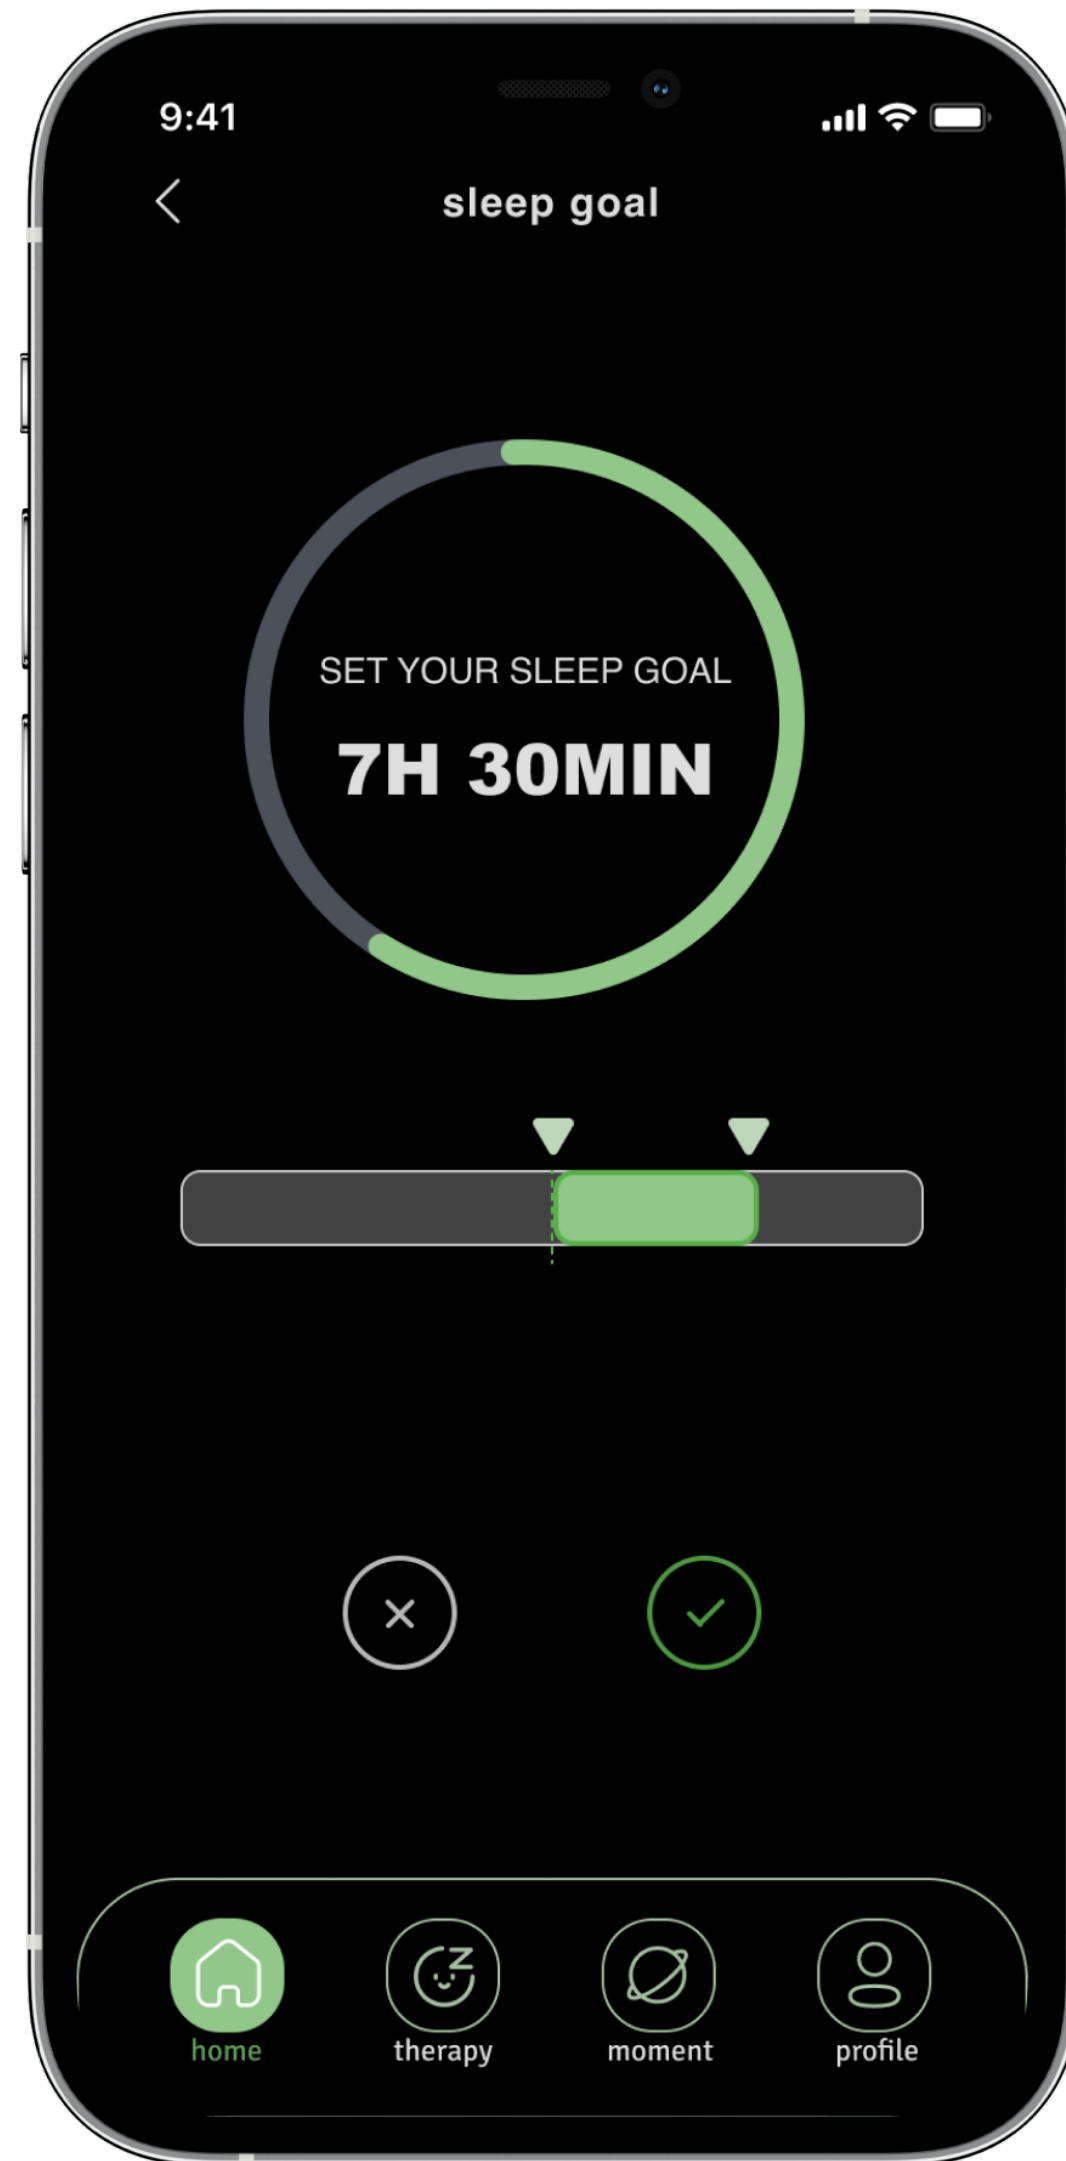 9:41
sleep goal
SET YOUR SLEEP GOAL
7H 30MIN
home
therapy
moment
profile